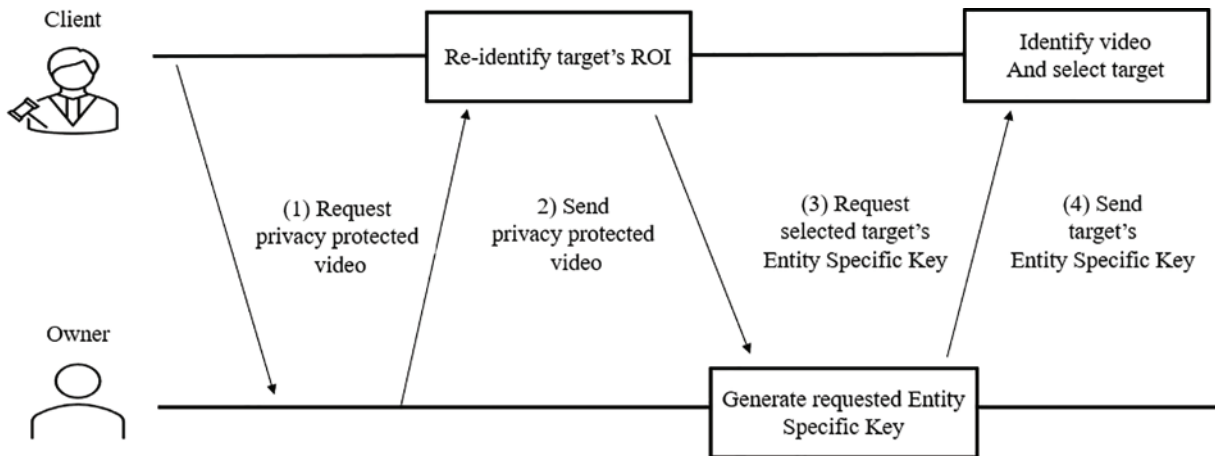 Client
Re-identify target's ROI
Identify video
And select target
(1) Request
privacy protected
video
2) Send
privacy protected
video
(3) Request
selected target's
Entity Specific Key
(4) Send
target's
Entity Specific Key
Owner
Generate requested Entity
Specific Key